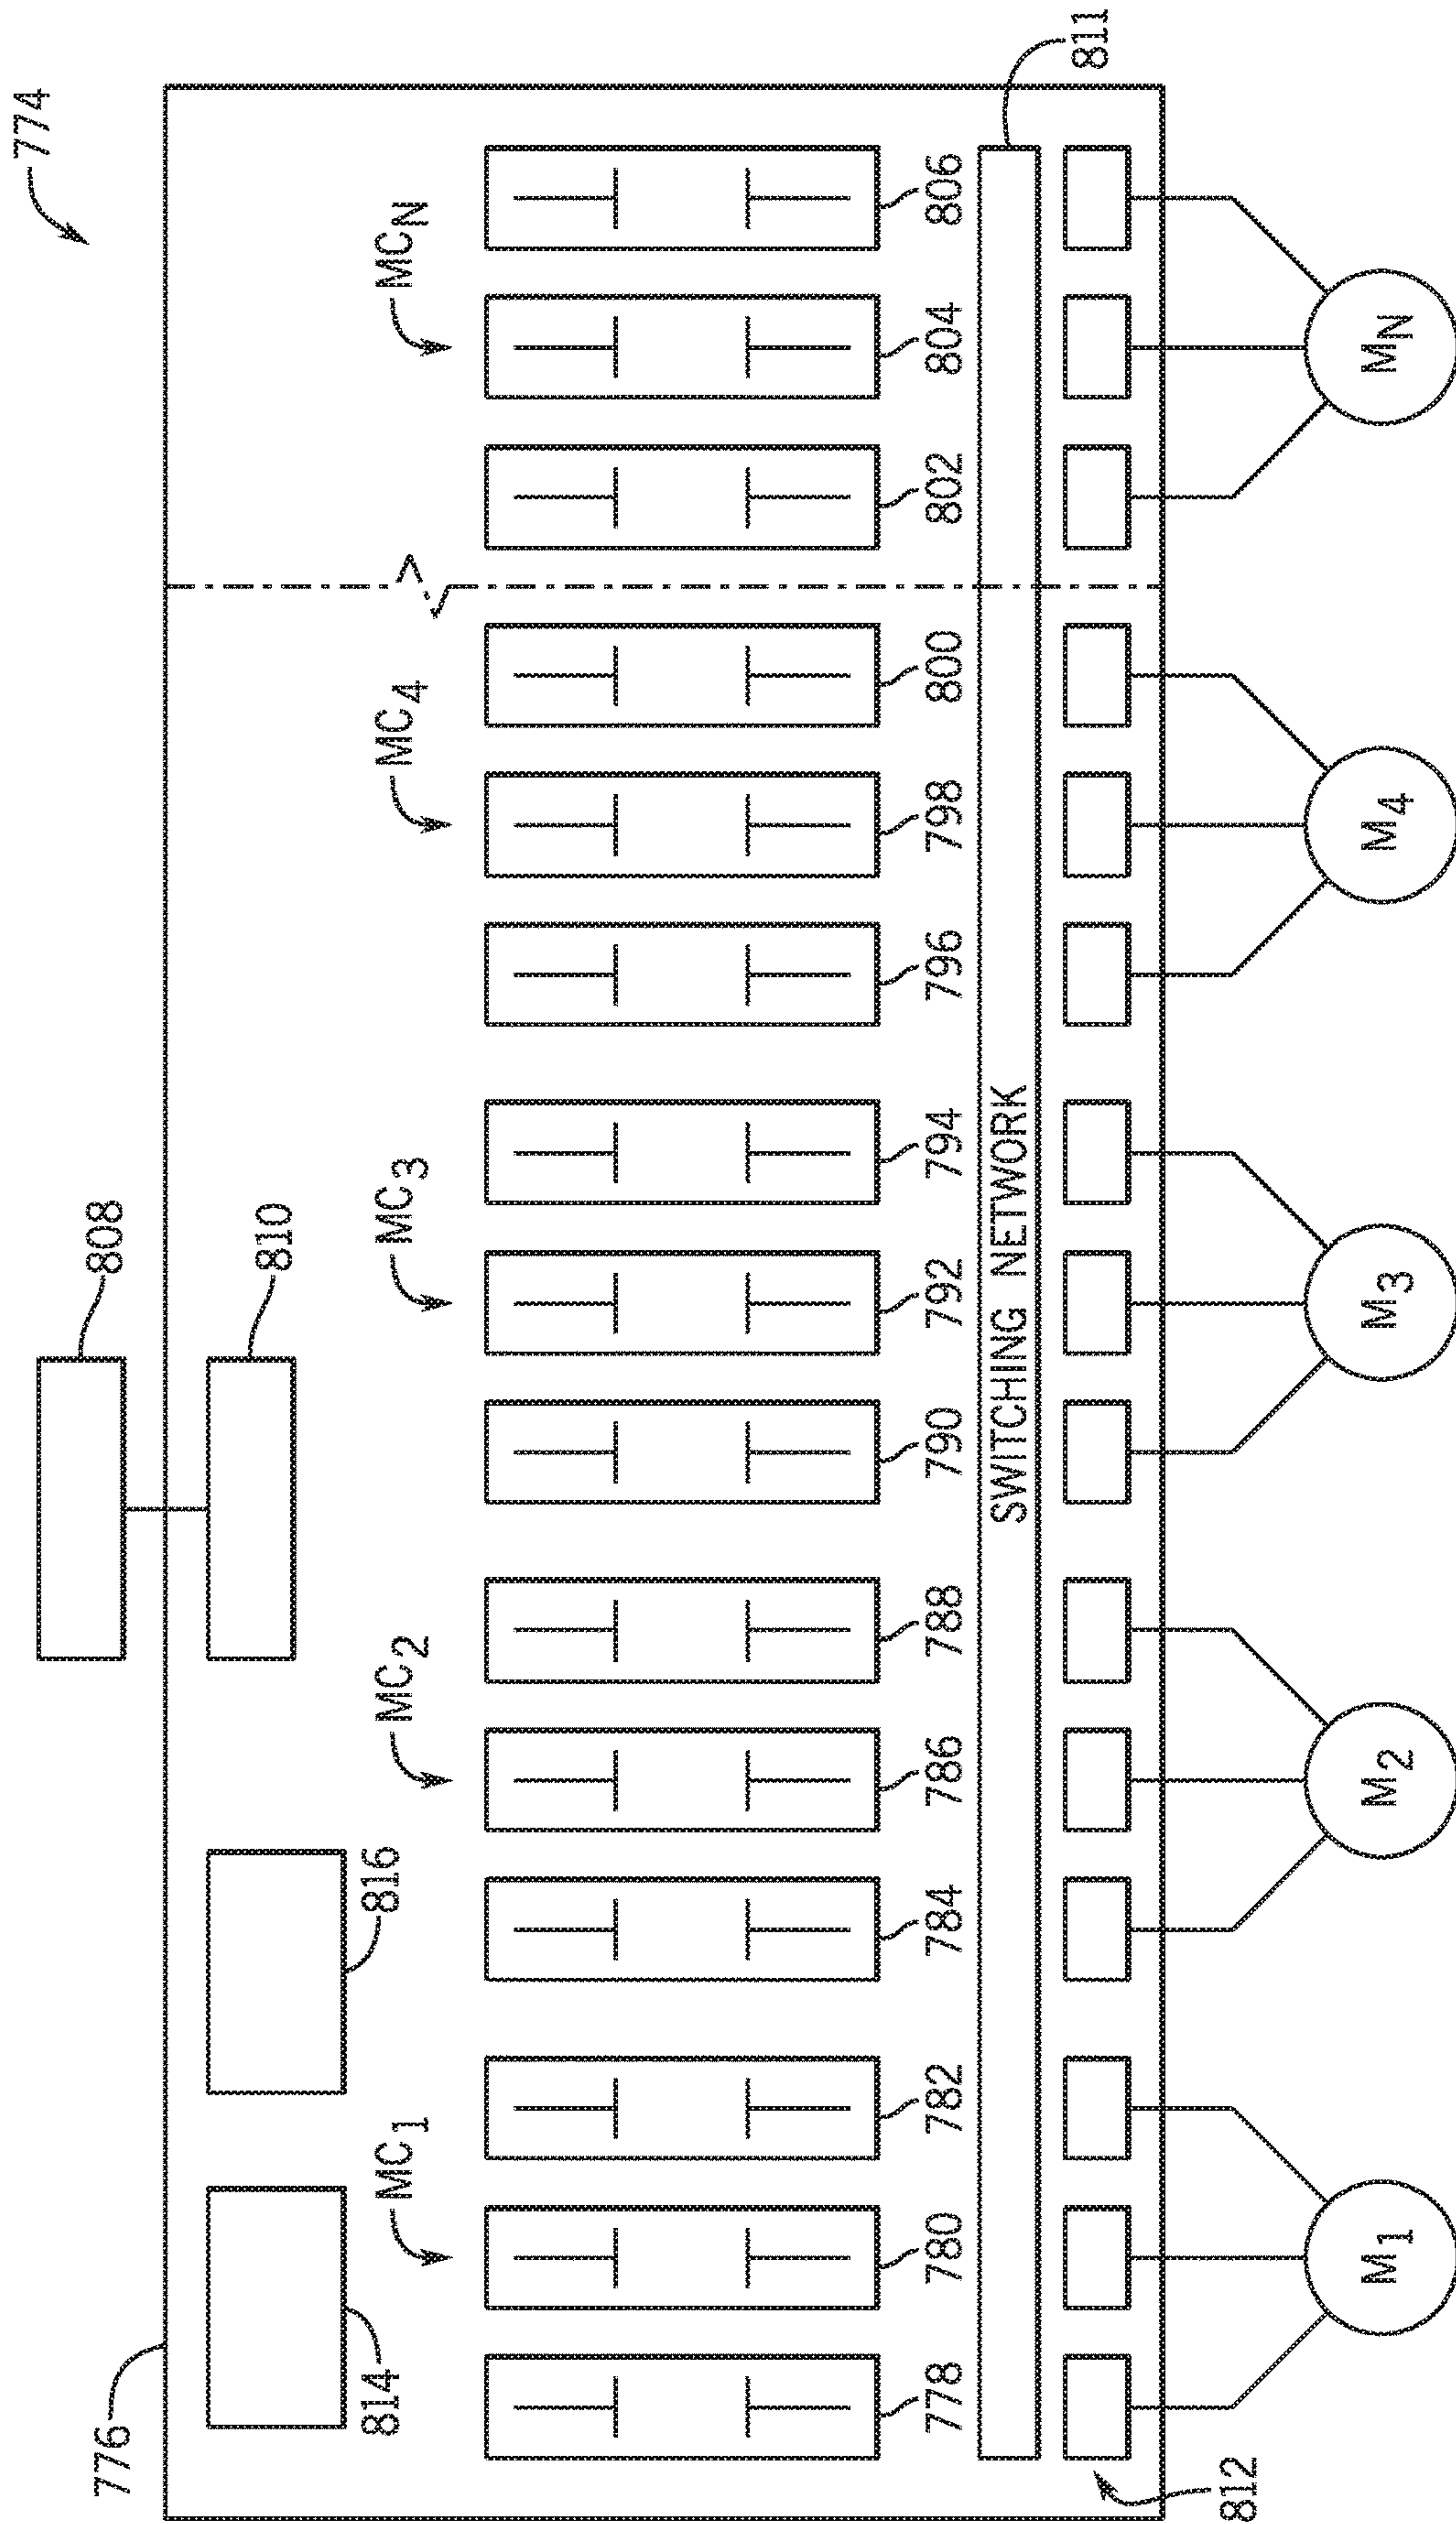 774
776
808
810
814
816
MC1
MC2
MC3
MC4
MCN
778
780
782
784
786
788
790
792
794
796
798
800
802
804
806
SWITCHING NETWORK
811
812
M1
M2
M3
M4
MN